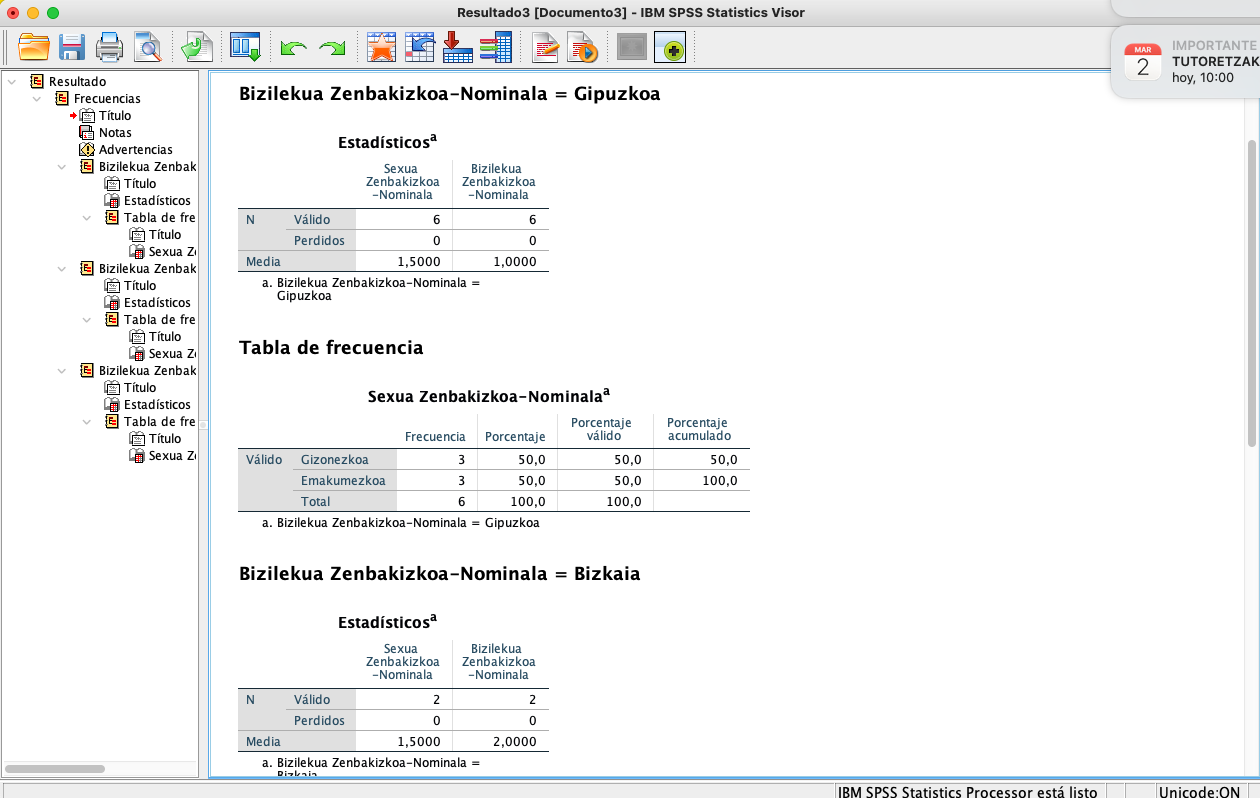 Resultado3 [Documento3] - IBM SPSS Statistics Visor
MAR
2
IMPORTANTE
TUTORETZAK
hoy, 10:00
Resultado
Frecuencias
Título
Notas
Advertencias
Bizilekua Zenbak
Título
Estadísticos
Tabla de fre
Título
Sexua Ze
Bizilekua Zenbak
Título
Estadísticos
Tabla de fre
Título
Sexua Ze
Bizilekua Zenbak
Título
Estadísticos
Tabla de fre
Título
Sexua Ze
Bizilekua Zenbakizkoa-Nominala = Gipuzkoa
Estadísticosa
Sexua Zenbakizkoa -Nominala Bizilekua Zenbakizkoa -Nominala
N Válido 6 6
Perdidos 0 0
Media 1,5000 1,0000
a. Bizilekua Zenbakizkoa-Nominala =
Gipuzkoa
Tabla de frecuencia
Sexua Zenbakizkoa-Nominalaa
Frecuencia Porcentaje Porcentaje válido Porcentaje acumulado
Válido Gizonezkoa 3 50,0 50,0 50,0
Emakumezkoa 3 50,0 50,0 100,0
Total 6 100,0 100,0
a. Bizilekua Zenbakizkoa-Nominala = Gipuzkoa
Bizilekua Zenbakizkoa-Nominala = Bizkaia
Estadísticosa
Sexua Zenbakizkoa -Nominala Bizilekua Zenbakizkoa -Nominala
N Válido 2 2
Perdidos 0 0
Media 1,5000 2,0000
a. Bizilekua Zenbakizkoa-Nominala =
Bizkaia
IBM SPSS Statistics Processor está listo
Unicode:ON